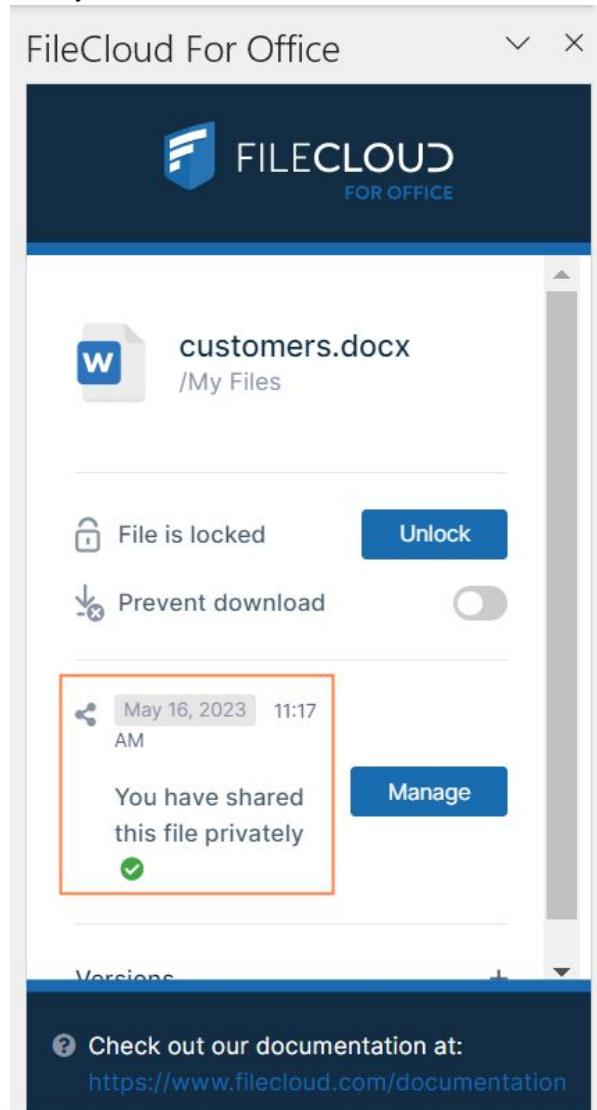 FileCloud For Office
FILECLOUD
FOR OFFICE
W
customers.docx
/My Files
File is locked
Unlock
Prevent download
May 16, 2023 11:17
AM
You have shared
this file privately
Manage
Versions
Check out our documentation at:
https://www.filecloud.com/documentation